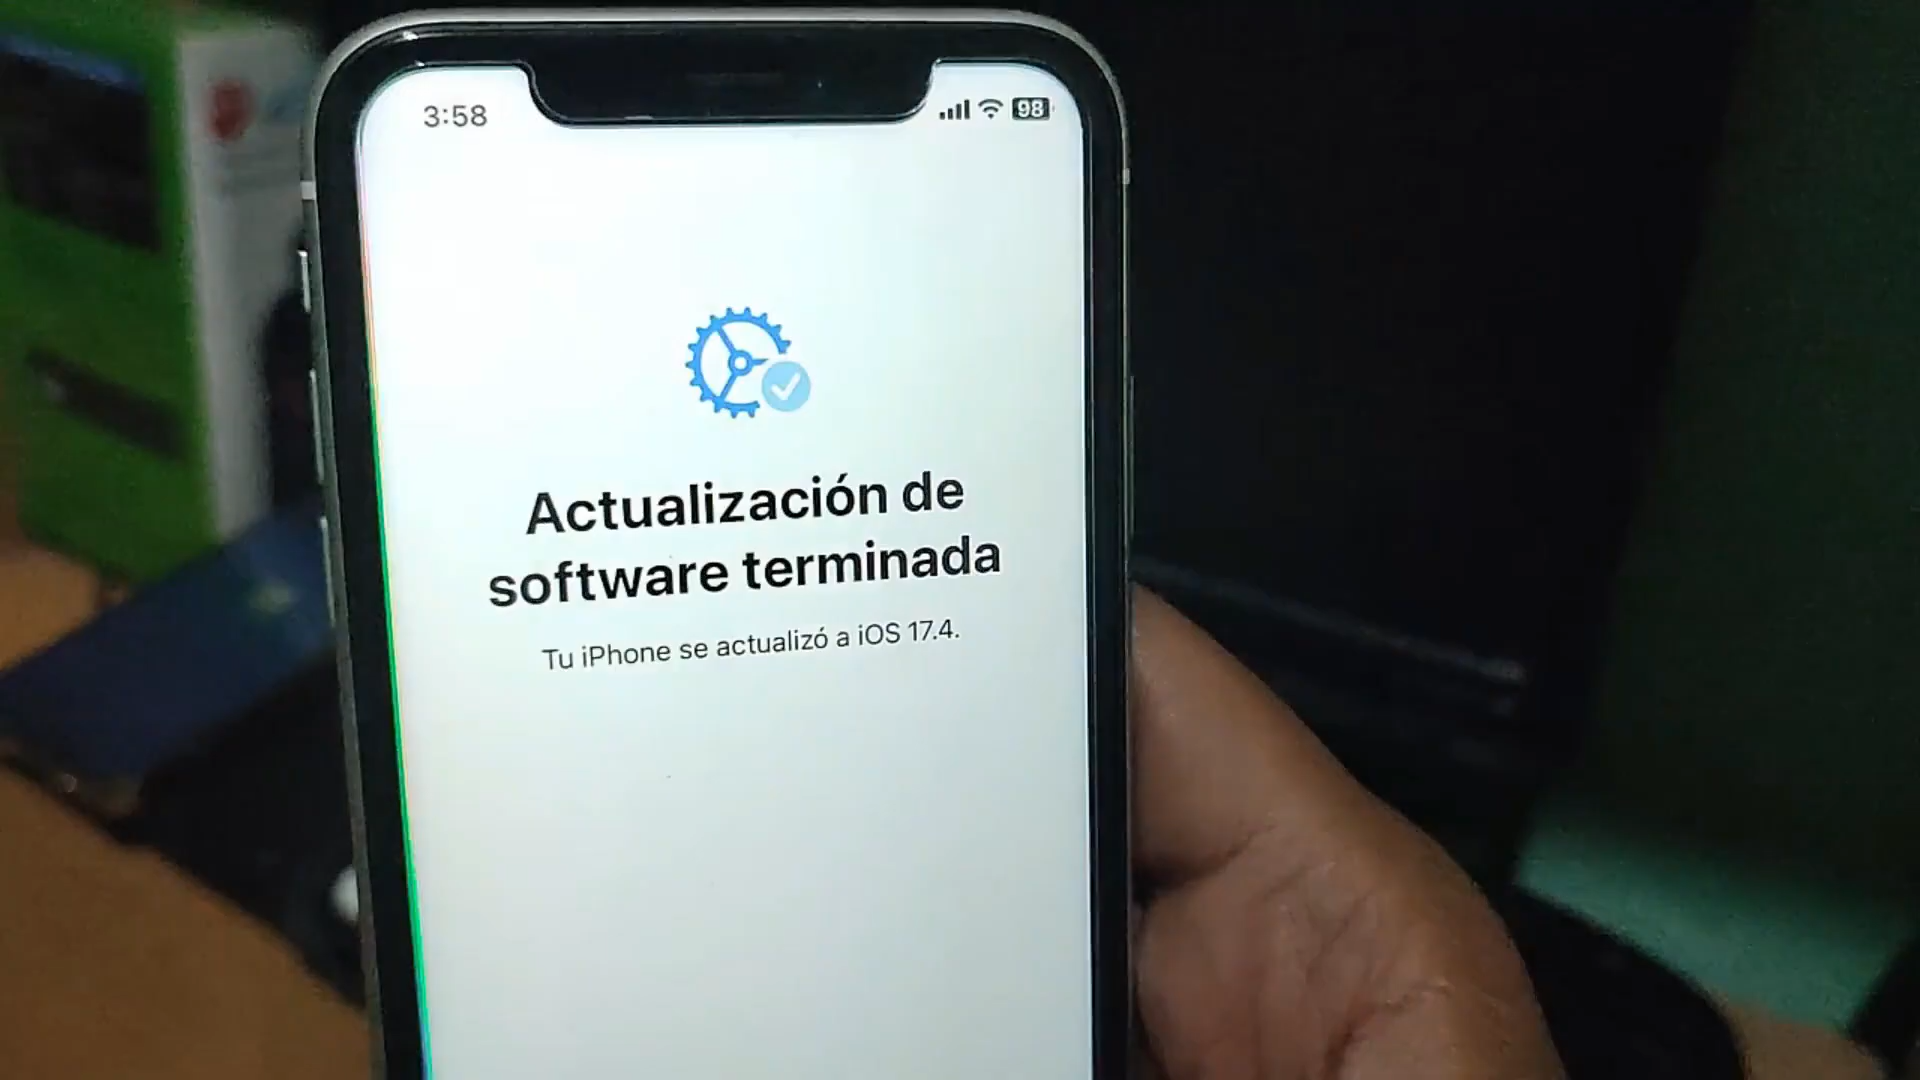 3:58
98
Actualización de
software terminada
Tu iPhone se actualizó a iOS 17.4.